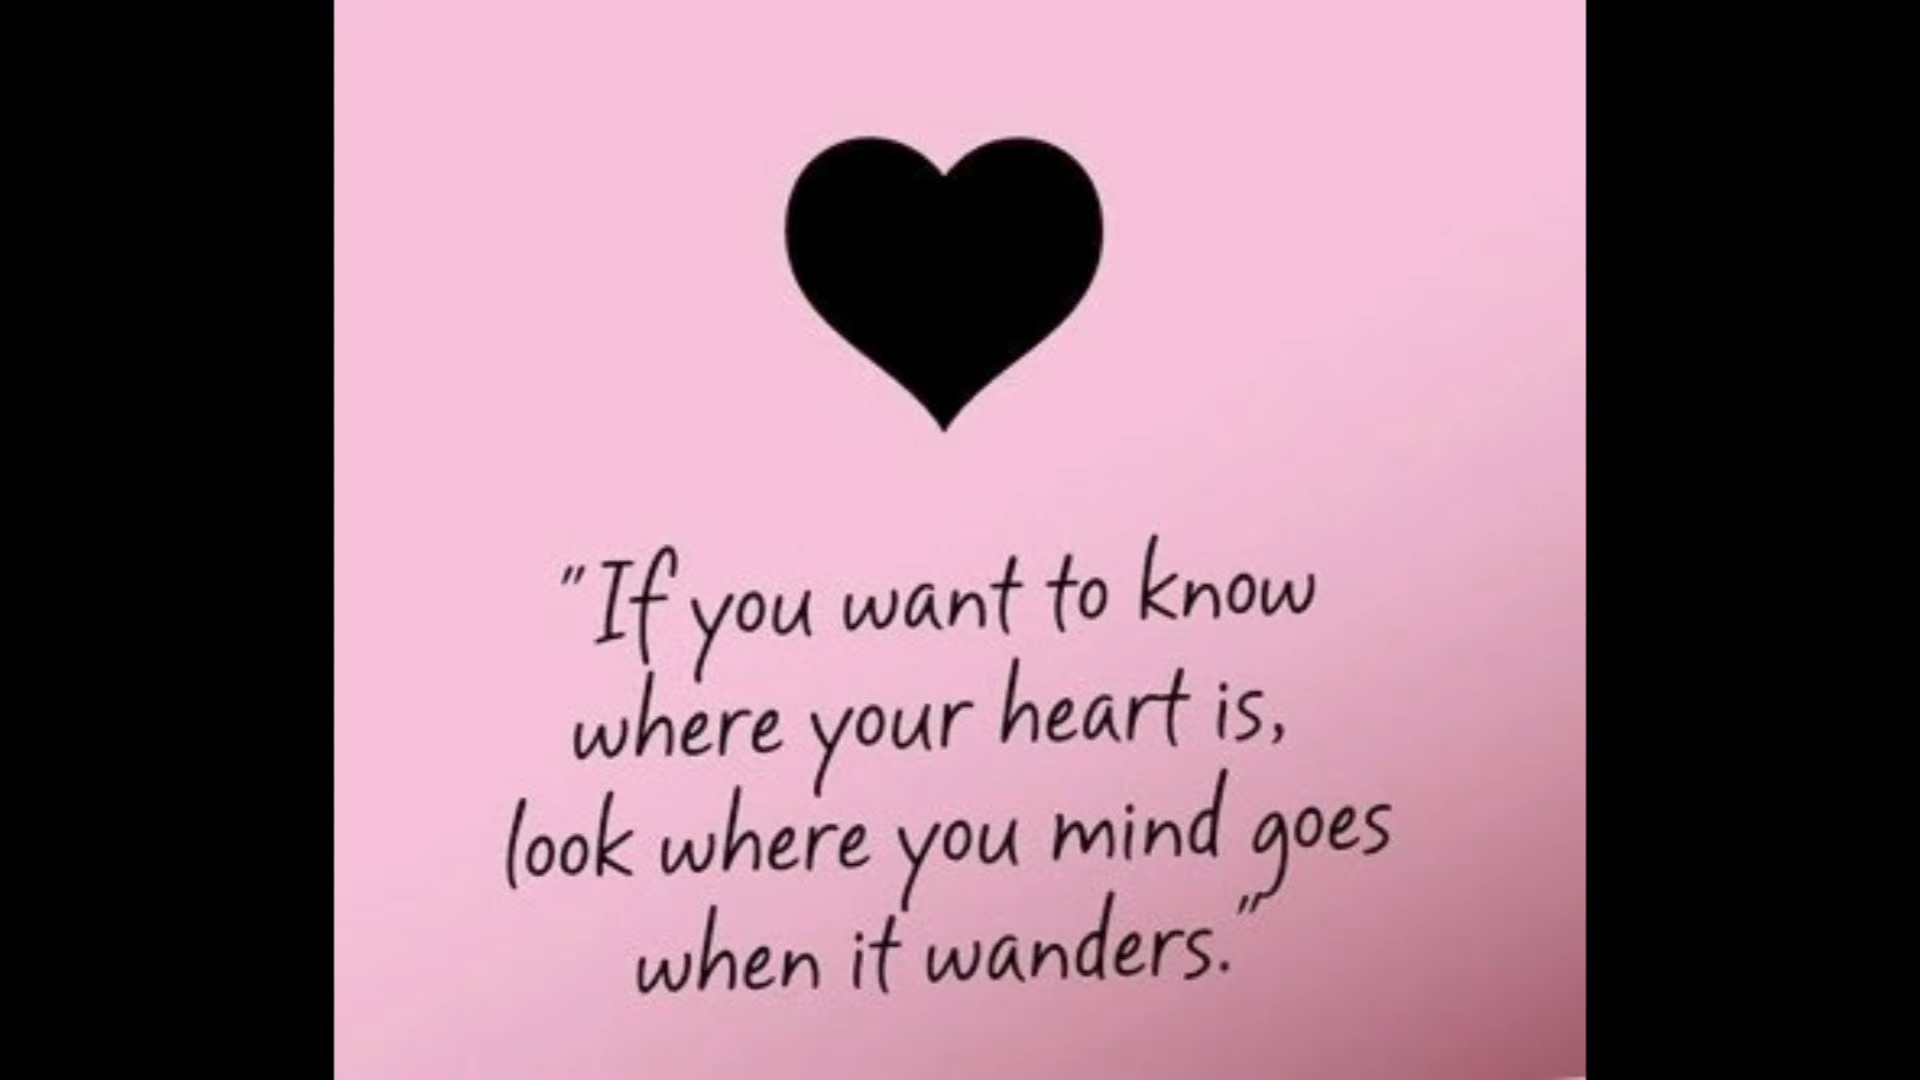 "If you want to know
where your heart is,
look where you mind goes
when it wanders."